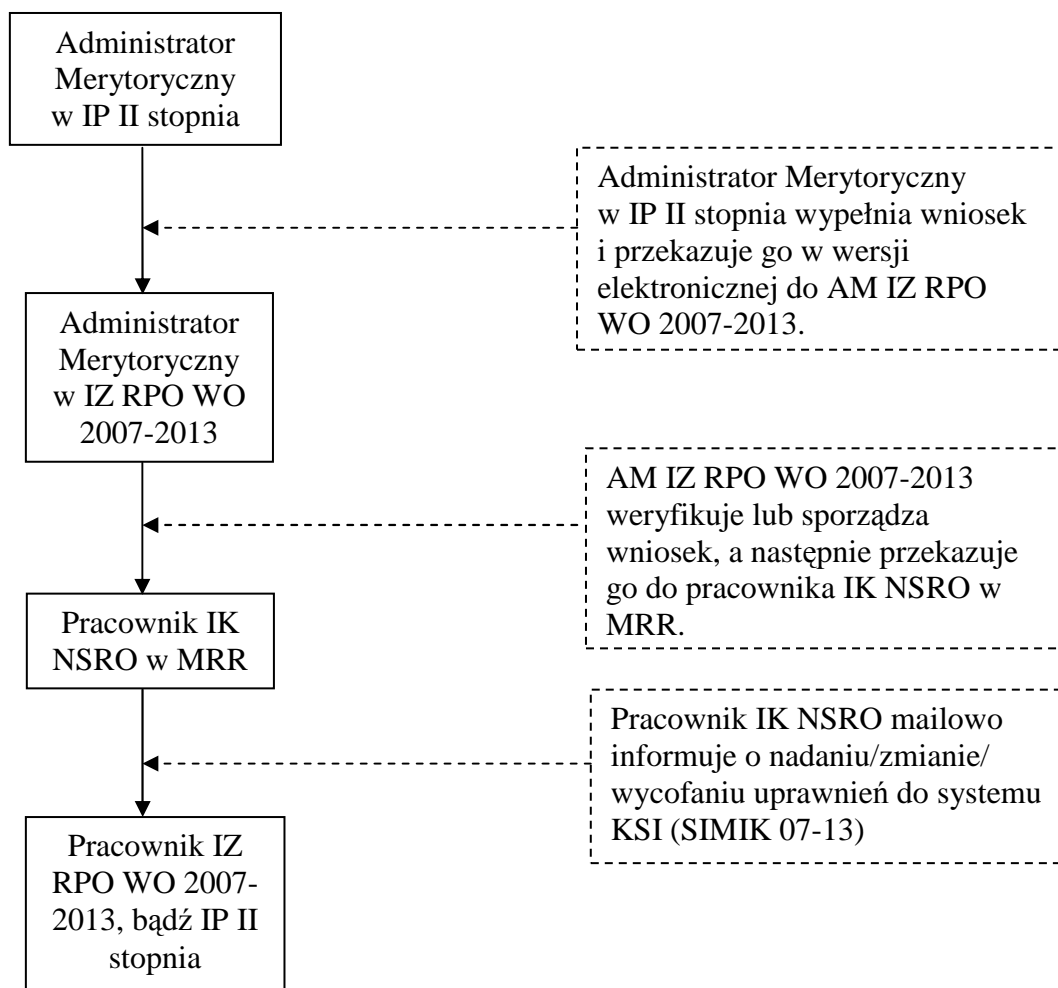 Administrator
Merytoryczny
w IP II stopnia
Administrator Merytoryczny
w IP II stopnia wypełnia wniosek
i przekazuje go w wersji
elektronicznej do AM IZ RPO
WO 2007-2013.
Administrator
Merytoryczny
w IZ RPO WO
2007-2013
AM IZ RPO WO 2007-2013
weryfikuje lub sporządza
wniosek, a następnie przekazuje
go do pracownika IK NSRO w
MRR.
Pracownik IK
NSRO w MRR
Pracownik IK NSRO mailowo
informuje o nadaniu/zmianie/
wycofaniu uprawnień do systemu
KSI (SIMIK 07-13)
Pracownik IZ
RPO WO 2007-
2013, bądź IP II
stopnia